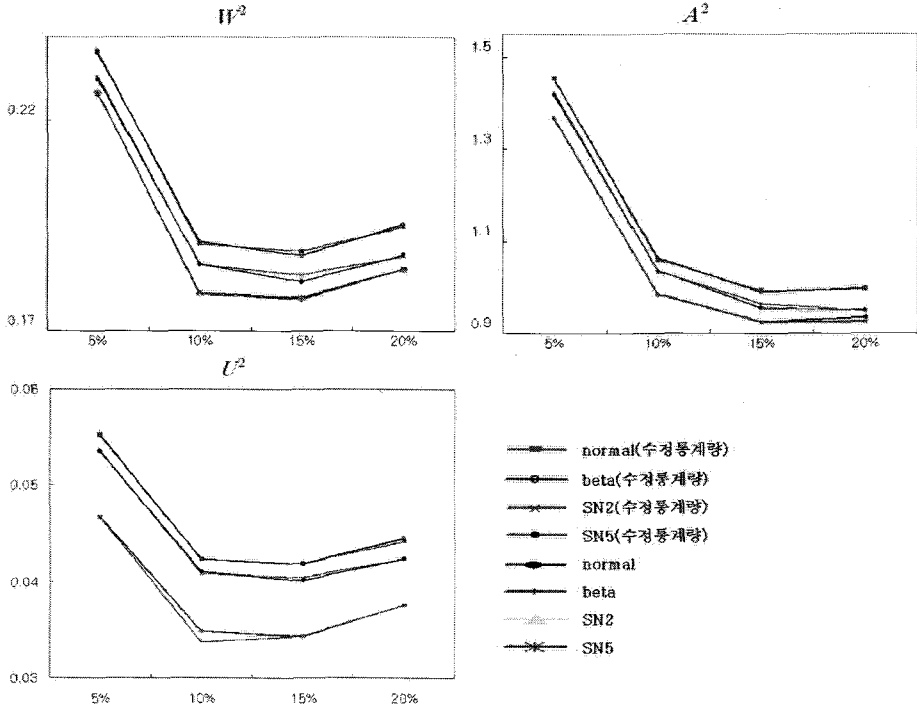 W²
0.22
0.17
5%
10%
15%
20%
A²
1.5
1.3
1.1
0.9
5%
10%
15%
20%
U²
0.06
0.05
0.04
0.03
5%
10%
15%
20%
normal(수정통계량)
beta(수정통계량)
SN2(수정통계량)
SN5(수정통계량)
normal
beta
SN2
SN5